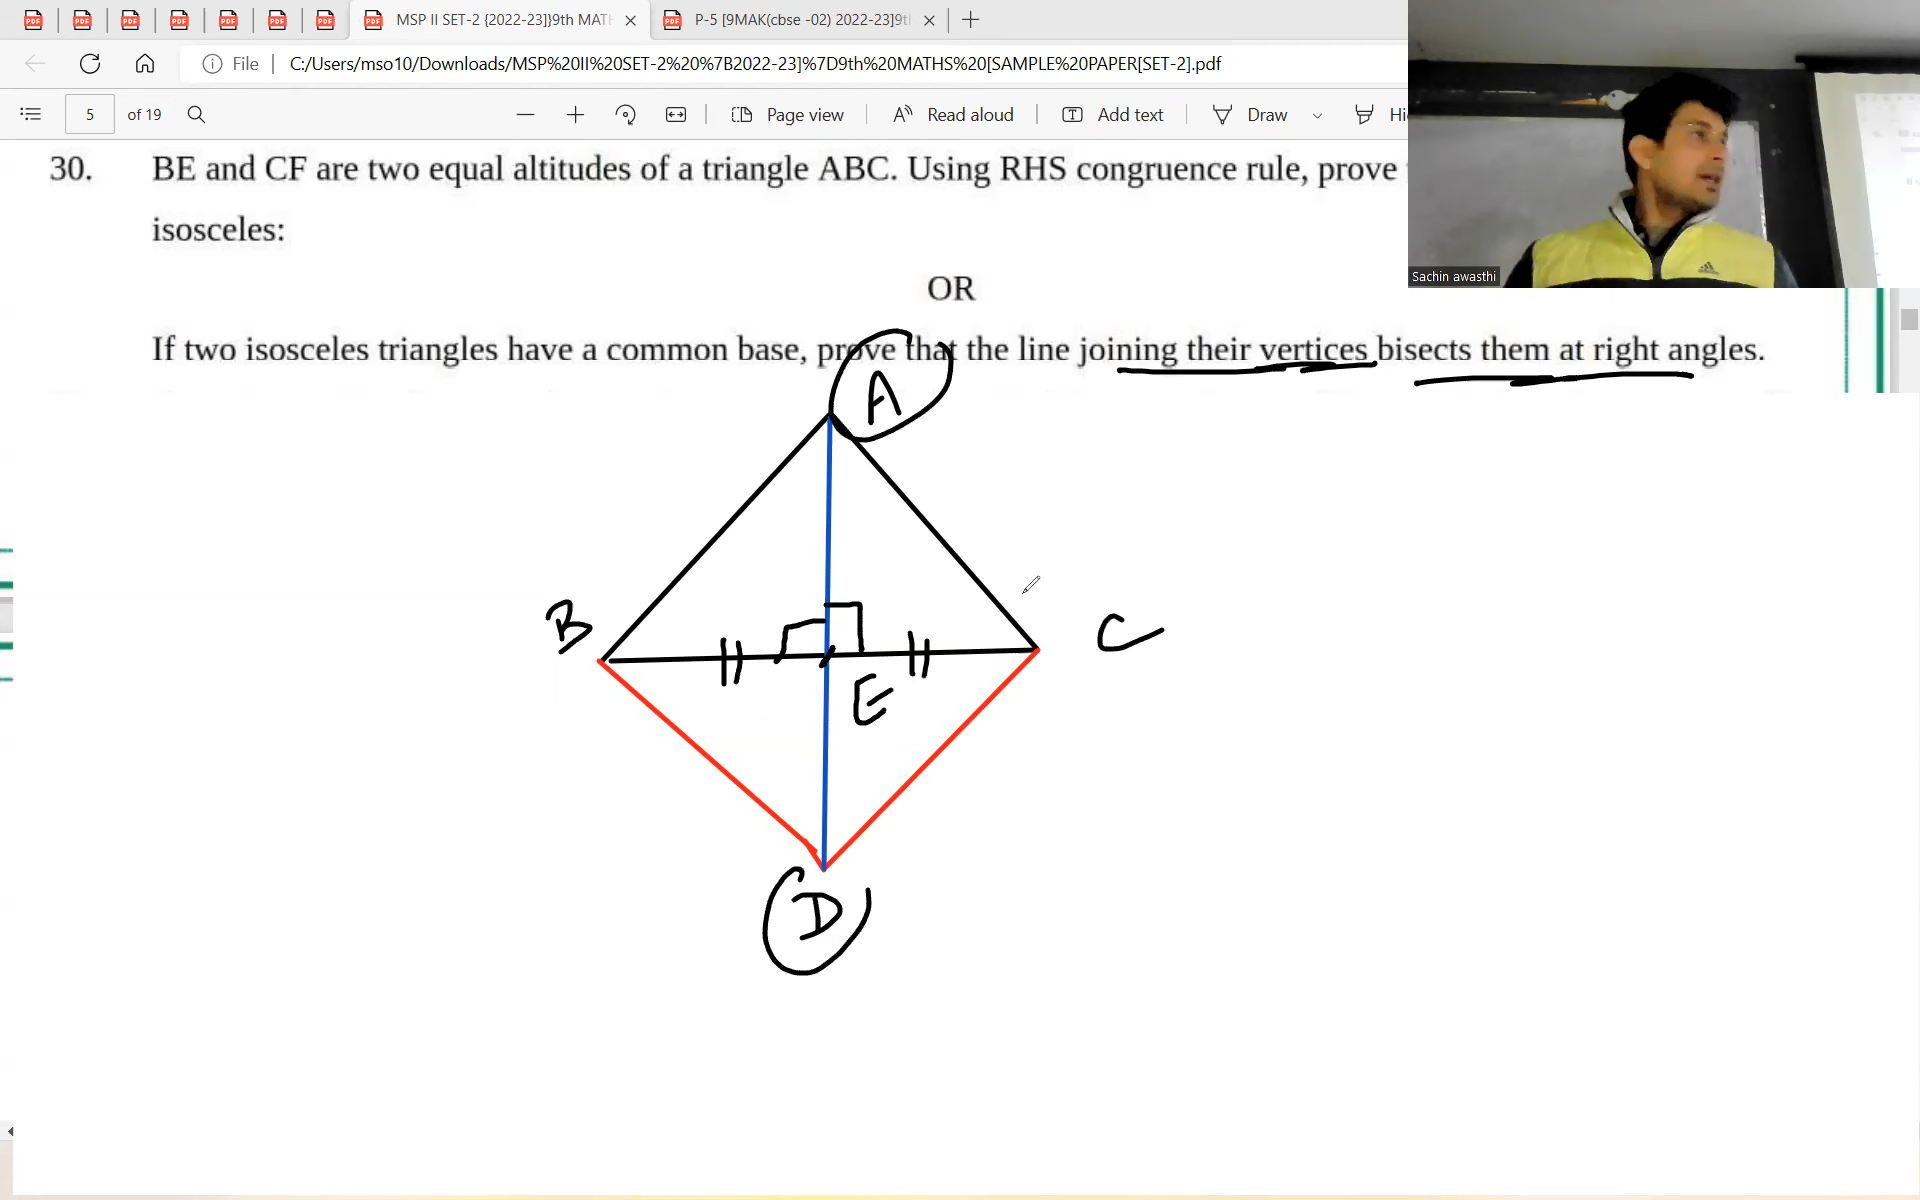 MSP II SET-2 {2022-23]}9th MATH
P-5 [9MAK(cbse -02) 2022-23]9t
File
C:/Users/mso10/Downloads/MSP%20II%20SET-2%20%7B2022-23]%7D9th%20MATHS%20[SAMPLE%20PAPER[SET-2].pdf
5 of 19
Page view
Read aloud
Add text
Draw
Hi
30. BE and CF are two equal altitudes of a triangle ABC. Using RHS congruence rule, prove
isosceles:
OR
If two isosceles triangles have a common base, prove that the line joining their vertices bisects them at right angles.
Sachin awasthi
A
B
C
E
D